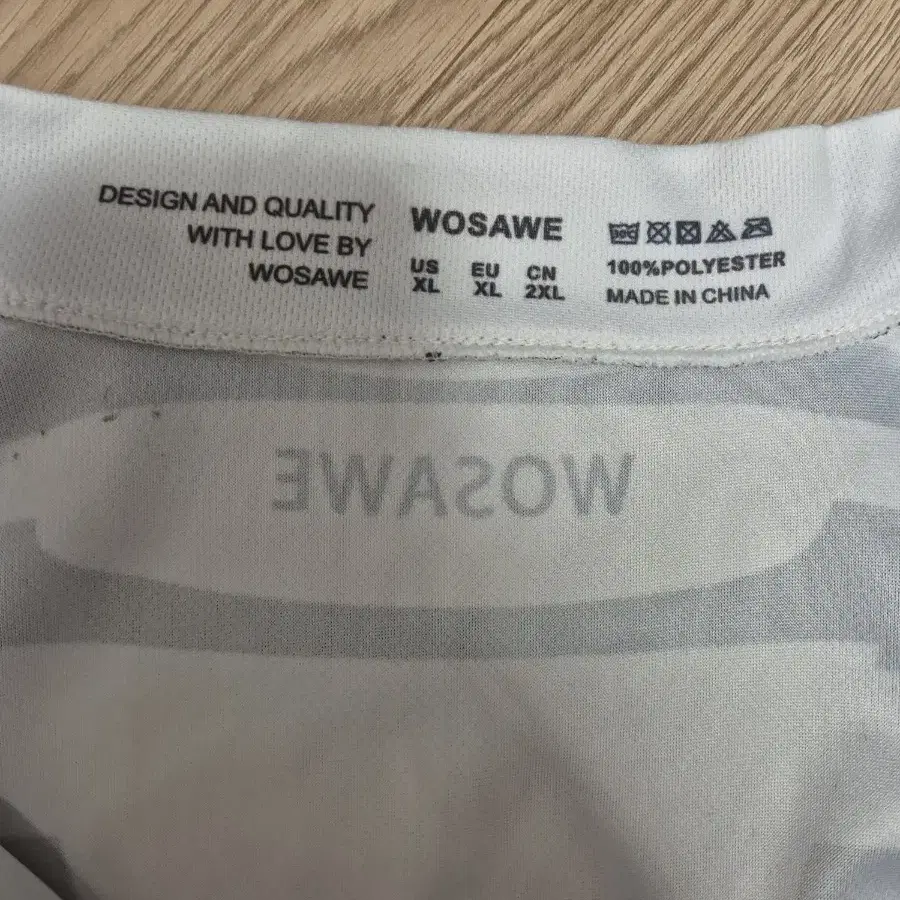 DESIGN AND QUALITY
WITH LOVE BY
WOSAWE
WOSAWE
US EU CN
XL XL 2XL
100%POLYESTER
MADE IN CHINA
WOSAWE